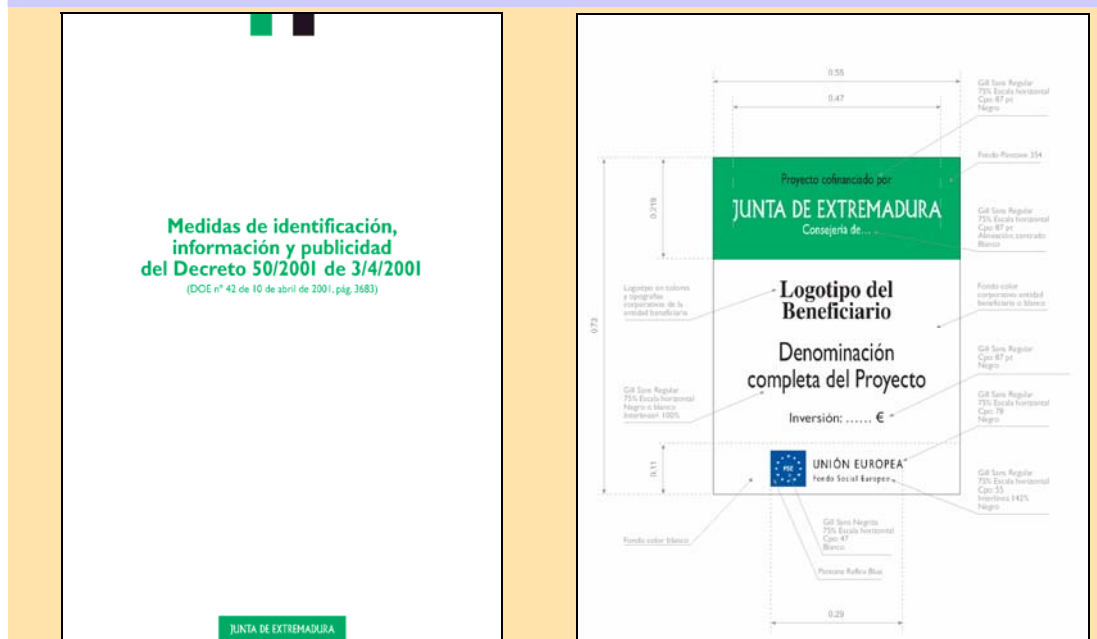 Medidas de identificación,
información y publicidad
del Decreto 50/2001 de 3/4/2001
(DOE nº 42 de 10 de abril de 2001, pág. 3683)
JUNTA DE EXTREMADURA
0.55
0.47
Gill Sans Regular
75% Escala horizontal
Cpo: 87 pt
Negro
Fondo Pantone 354
0.73
0.219
Proyecto cofinanciado por
JUNTA DE EXTREMADURA
Consejería de...
Gill Sans Regular
75% Escala horizontal
Cpo: 87 pt
Alineación centrado
Blanco
Logotipo en colores
y tipografías
corporativas de la
entidad beneficiaria
Logotipo del
Beneficiario
Fondo color
corporativo entidad
beneficiario o blanco
Denominación
completa del Proyecto
Gill Sans Regular
Cpo: 87 pt
Negro
Gill Sans Regular
75% Escala horizontal
Negro o blanco
Interlinea: 100%
Inversión: ...... €
Gill Sans Regular
75% Escala horizontal
Cpo: 78
Negro
0.11
FSE
UNIÓN EUROPEA
Fondo Social Europeo
Gill Sans Regular
75% Escala horizontal
Cpo: 55
Interlinea 142%
Negro
Fondo color blanco
Gill Sans Negrita
75% Escala horizontal
Cpo: 47
Blanco
Pantone Reflex Blue
0.29